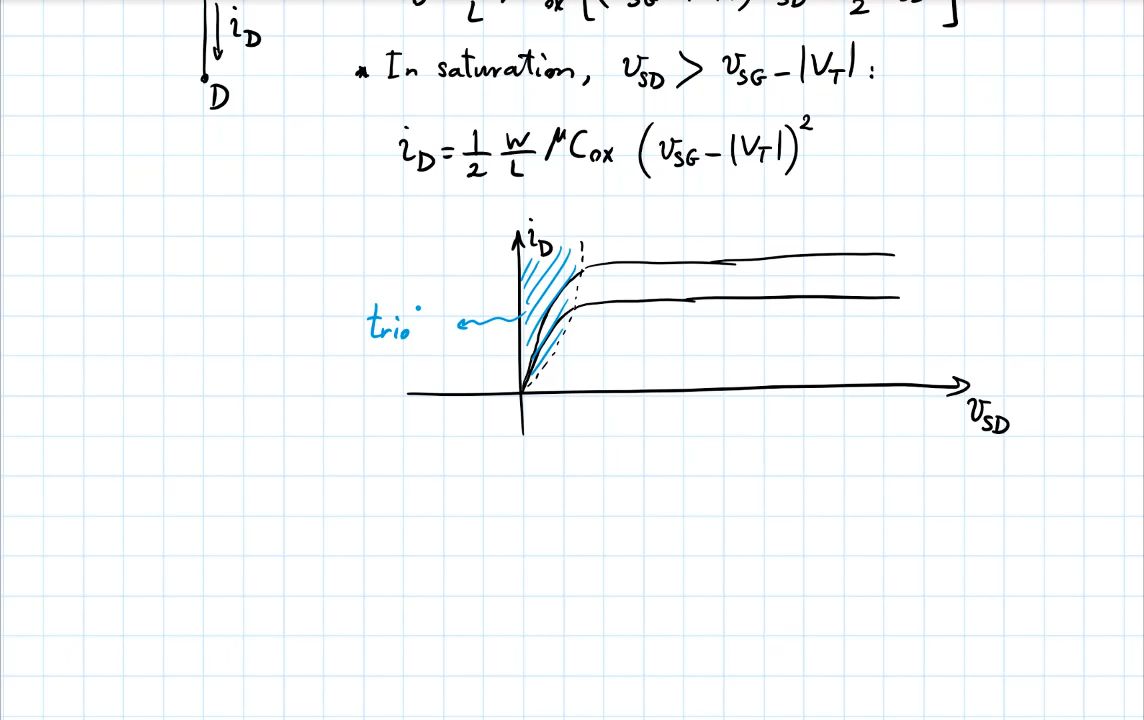 i_D
D
* In saturation, v_SD > v_SG - |V_T| :
i_D = 1/2 W/L μC_ox (v_SG - |V_T|)^2
i_D
trio
v_SD